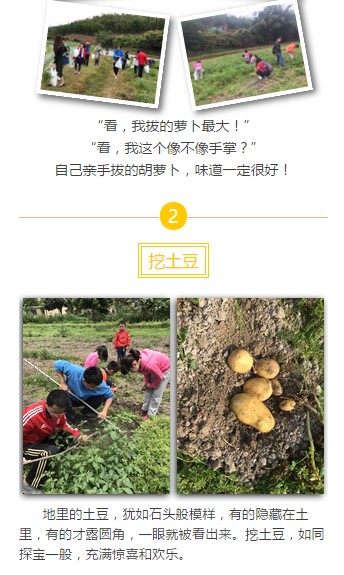 “看，我拔的萝卜最大！”
“看，我这个像不像手掌？”
自己亲手拔的胡萝卜，味道一定很好！
2
挖土豆
地里的土豆，犹如石头般模样，有的隐藏在土
里，有的才露圆角，一眼就被看出来。挖土豆，如同
探宝一般，充满惊喜和欢乐。